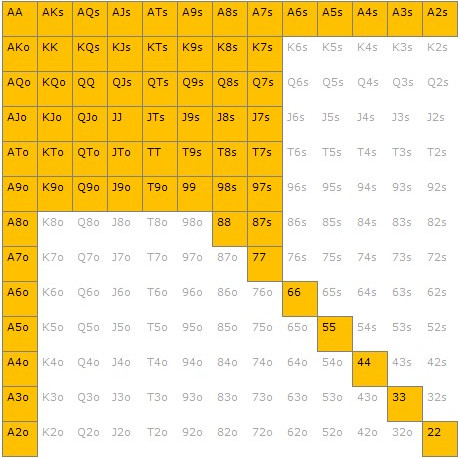 AA AKs AQs AJs ATs A9s A8s A7s A6s A5s A4s A3s A2s
AKo KK KQs KJs KTs K9s K8s K7s K6s K5s K4s K3s K2s
AQo KQo QQ QJs QTs Q9s Q8s Q7s Q6s Q5s Q4s Q3s Q2s
AJo KJo QJo JJ JTs J9s J8s J7s J6s J5s J4s J3s J2s
ATo KTo QTo JTo TT T9s T8s T7s T6s T5s T4s T3s T2s
A9o K9o Q9o J9o T9o 99 98s 97s 96s 95s 94s 93s 92s
A8o K8o Q8o J8o T8o 98o 88 87s 86s 85s 84s 83s 82s
A7o K7o Q7o J7o T7o 97o 87o 77 76s 75s 74s 73s 72s
A6o K6o Q6o J6o T6o 96o 86o 76o 66 65s 64s 63s 62s
A5o K5o Q5o J5o T5o 95o 85o 75o 65o 55 54s 53s 52s
A4o K4o Q4o J4o T4o 94o 84o 74o 64o 54o 44 43s 42s
A3o K3o Q3o J3o T3o 93o 83o 73o 63o 53o 43o 33 32s
A2o K2o Q2o J2o T2o 92o 82o 72o 62o 52o 42o 32o 22